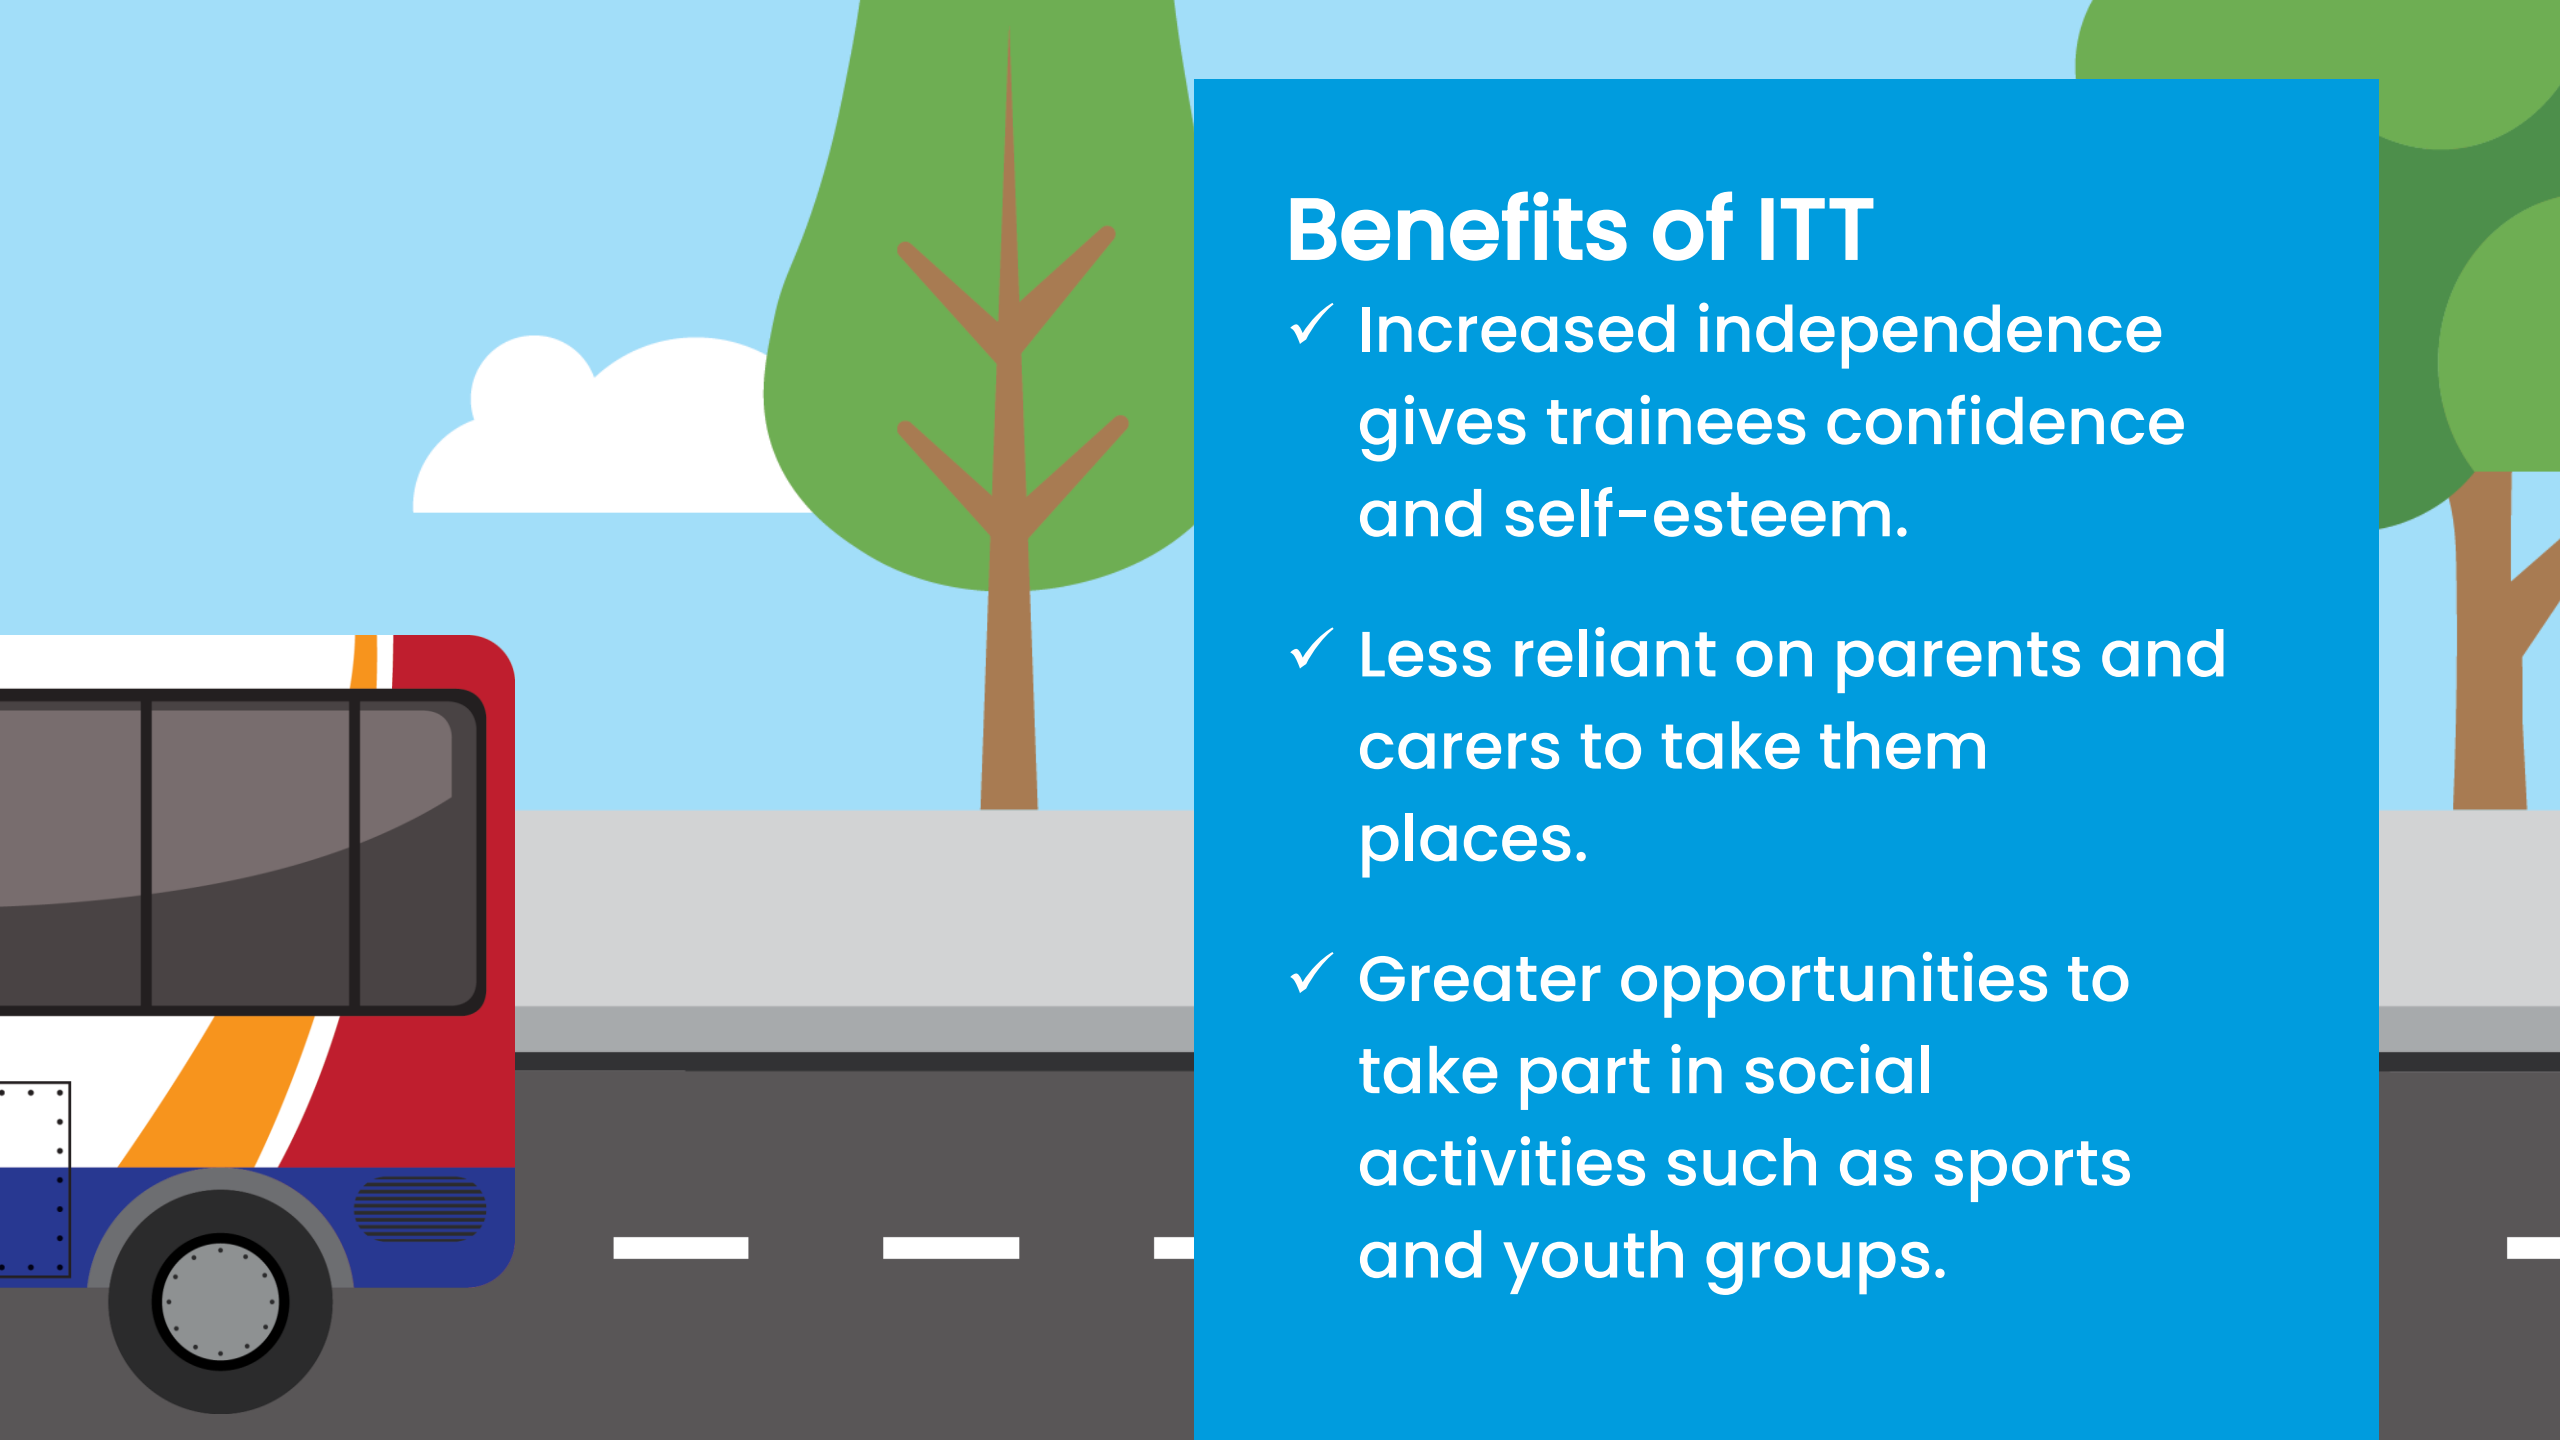 Benefits of ITT
✓ Increased independence
gives trainees confidence
and self-esteem.
✓ Less reliant on parents and
carers to take them
places.
✓ Greater opportunities to
take part in social
activities such as sports
and youth groups.